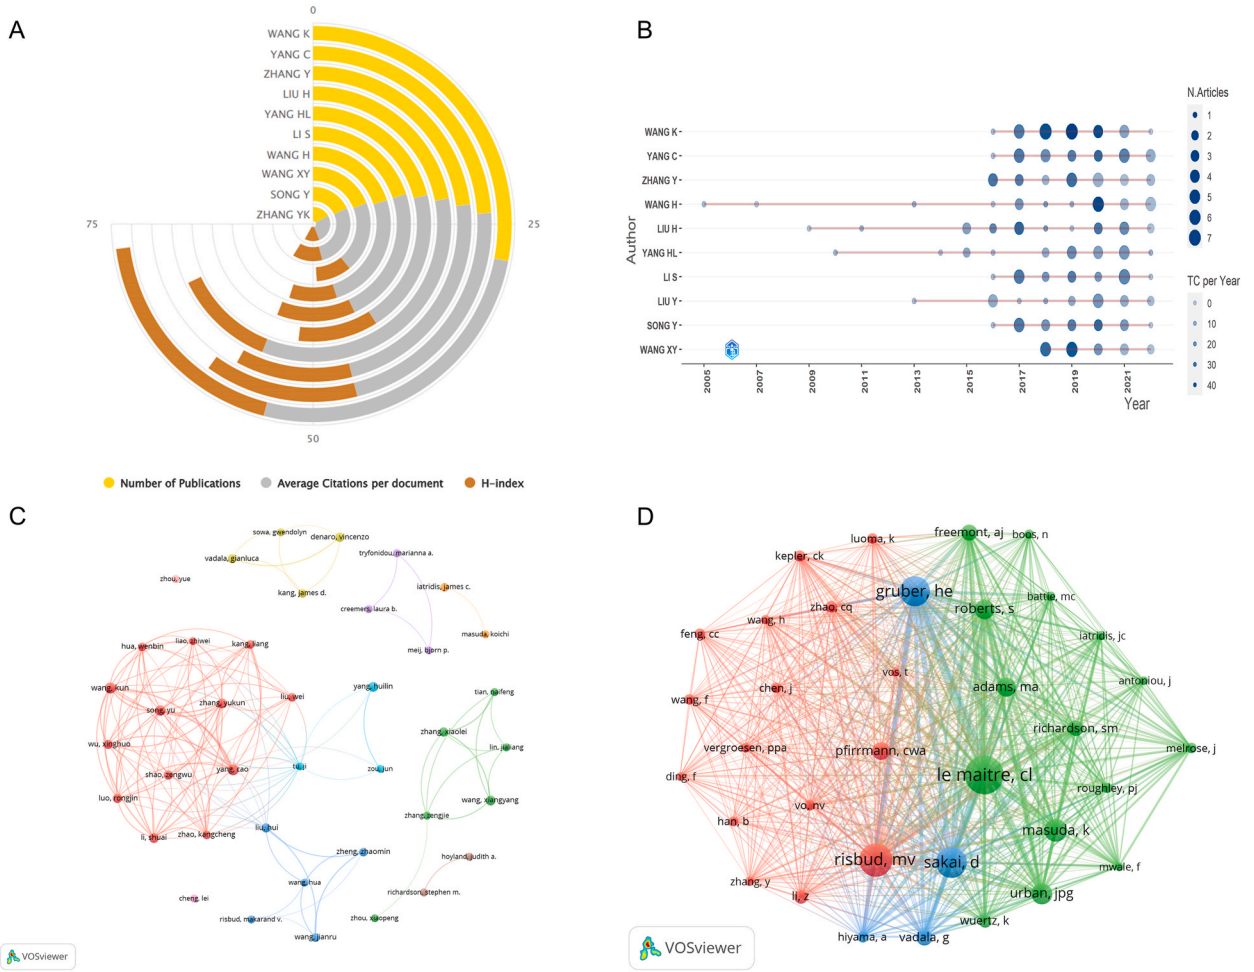 A
0
WANG K
YANG C
ZHANG Y
LIU H
YANG HL
LI S
WANG H
WANG XY
SONG Y
ZHANG YK
75
25
50
Number of Publications
Average Citations per document
H-index
B
WANG K
YANG C
ZHANG Y
WANG H
LIU H
YANG HL
LI S
LIU Y
SONG Y
WANG XY
Author
2005
2007
2009
2011
2013
2015
2017
2019
2021
Year
N.Articles
1
2
3
4
5
6
7
TC per Year
0
10
20
30
40
C
sowa, gwendolyn
denaro, vincenzo
vadala, gianluca
tryfonidou, marianna a.
zhou, yue
kang, james d.
iatridis, james c.
creemers, laura b.
masuda, koichi
hua, wenbin
liao, zhiwei
kang, liang
meij, bjorn p.
wang, kun
yang, huilin
tian, naifeng
song, yu
zhang, yukun
liu, wei
wu, xinghuo
zhang, xiaolei
lin, jialiang
shao, zengwu
yang, cao
tu, ji
zou, jun
luo, rongjin
wang, xiangyang
li, shuai
zhao, kangcheng
liu, hui
zhang, zengjie
zheng, zhaomin
hoyland, judith a.
wang, hua
richardson, stephen m.
cheng, lei
risbud, makarand v.
zhou, xiaopeng
wang, jianru
VOSviewer
D
luoma, k
freemont, aj
boos, n
kepler, ck
gruber, he
battie, mc
zhao, cq
roberts, s
wang, h
feng, cc
iatridis, jc
vos, t
antoniou, j
chen, j
adams, ma
wang, f
richardson, sm
vergroesen, ppa
pfirrmann, cwa
melrose, j
ding, f
le maitre, cl
roughley, pj
vo, nv
han, b
masuda, k
risbud, mv
sakai, d
mwale, f
zhang, y
li, z
urban, jpg
wuertz, k
hiyama, a
vadala, g
VOSviewer